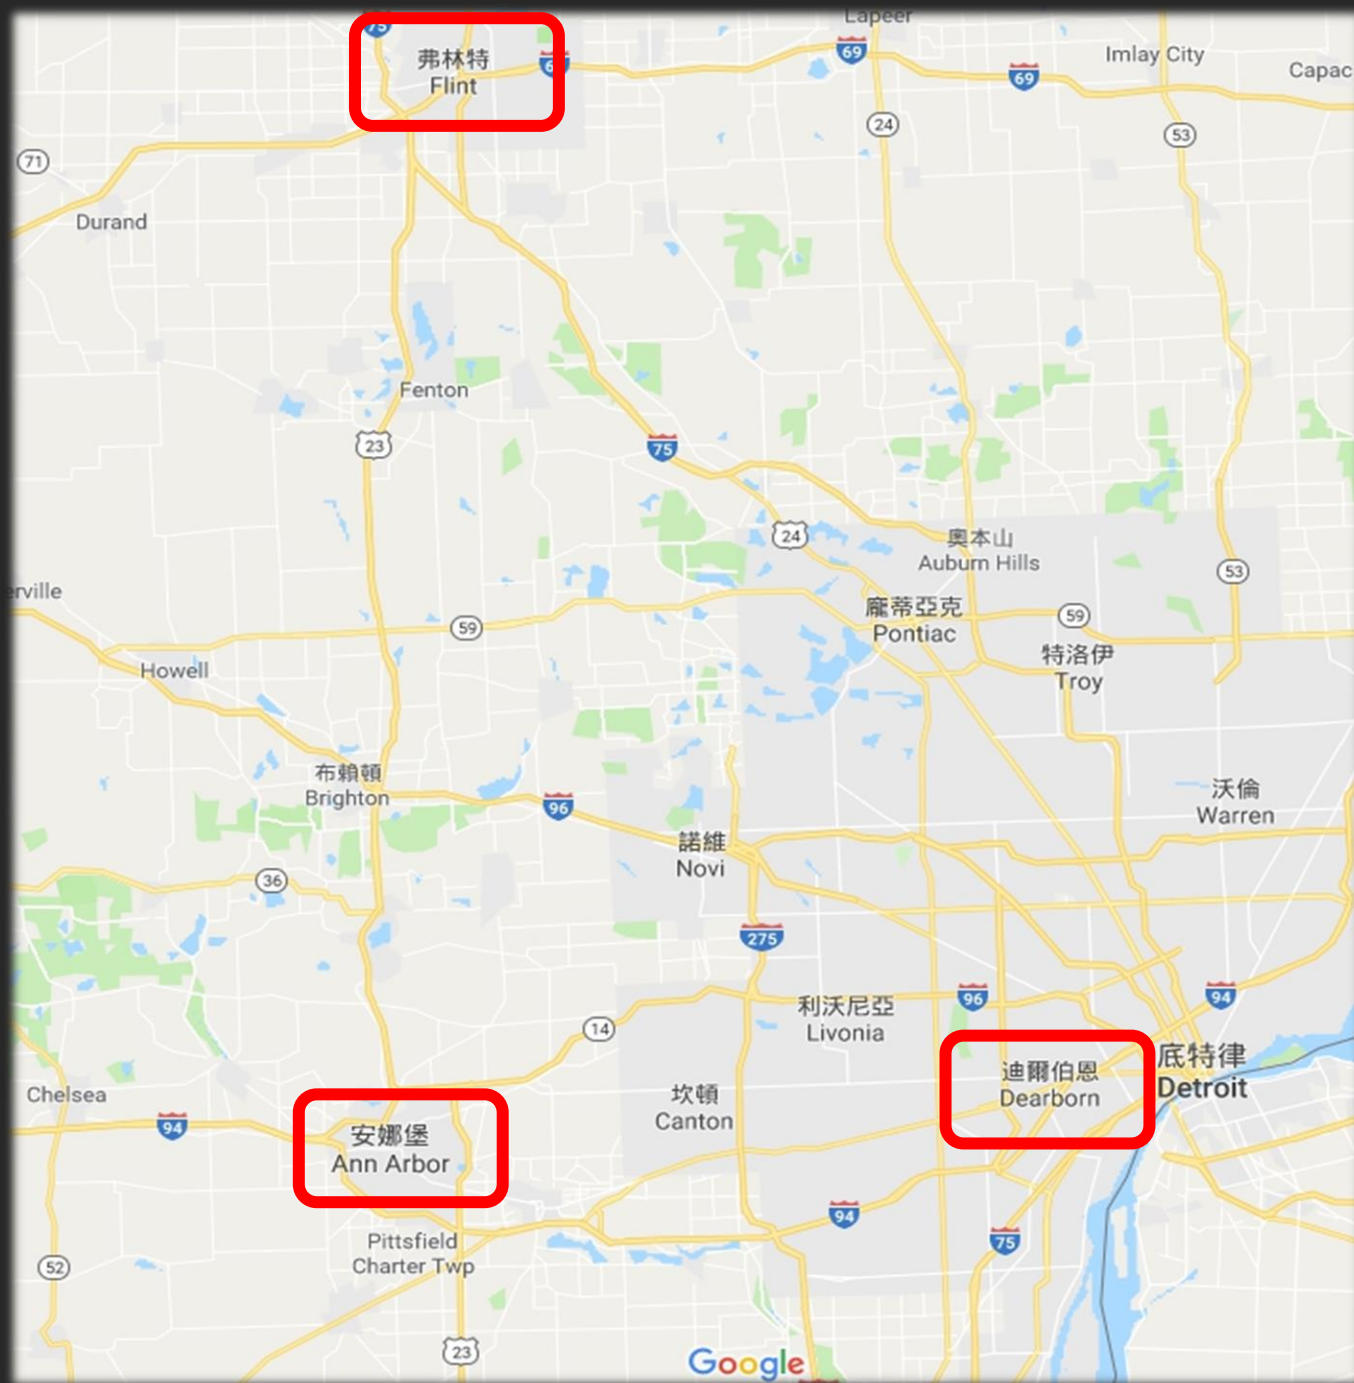 Lapeer
75
弗林特
Flint
69
69
Imlay City
69
Capac
24
53
71
Durand
Fenton
23
75
24
奧本山
Auburn Hills
53
erville
龐蒂亞克
Pontiac
59
59
特洛伊
Troy
Howell
布賴頓
Brighton
96
沃倫
Warren
諾維
Novi
36
275
利沃尼亞
Livonia
96
94
14
底特律
Detroit
迪爾伯恩
Dearborn
Chelsea
坎頓
Canton
94
安娜堡
Ann Arbor
94
75
Pittsfield
Charter Twp
52
23
Google